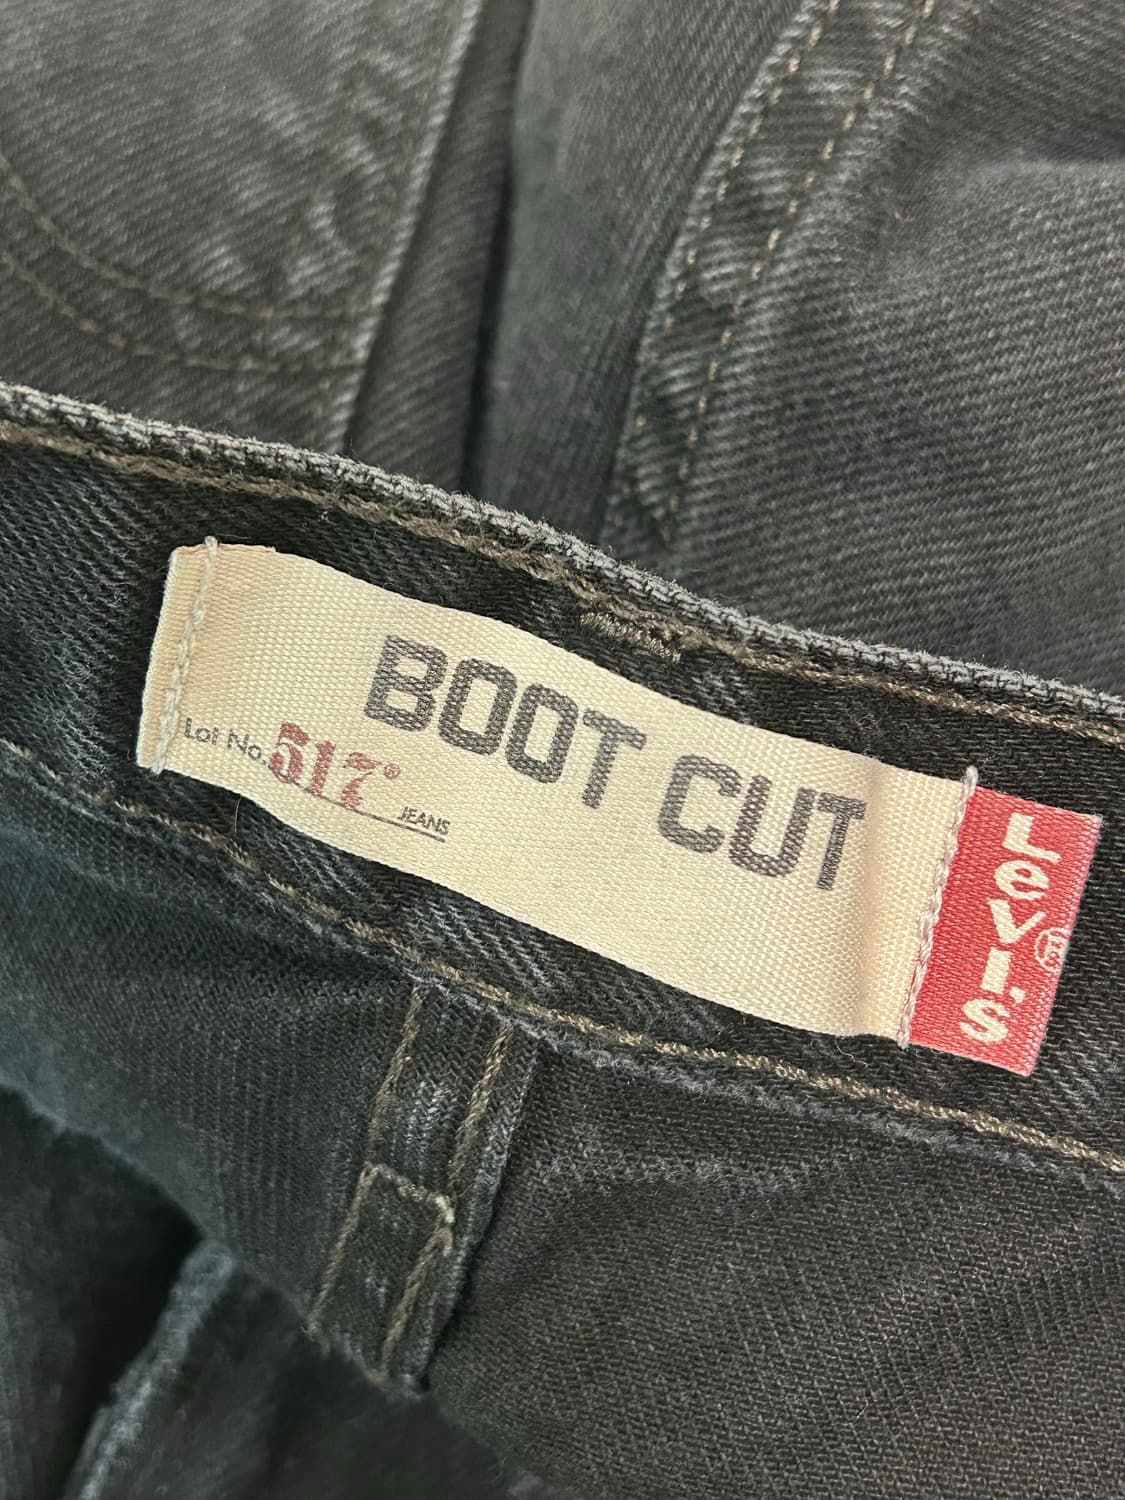 BOOT CUT
Lot No. 517°
JEANS
Levi's®